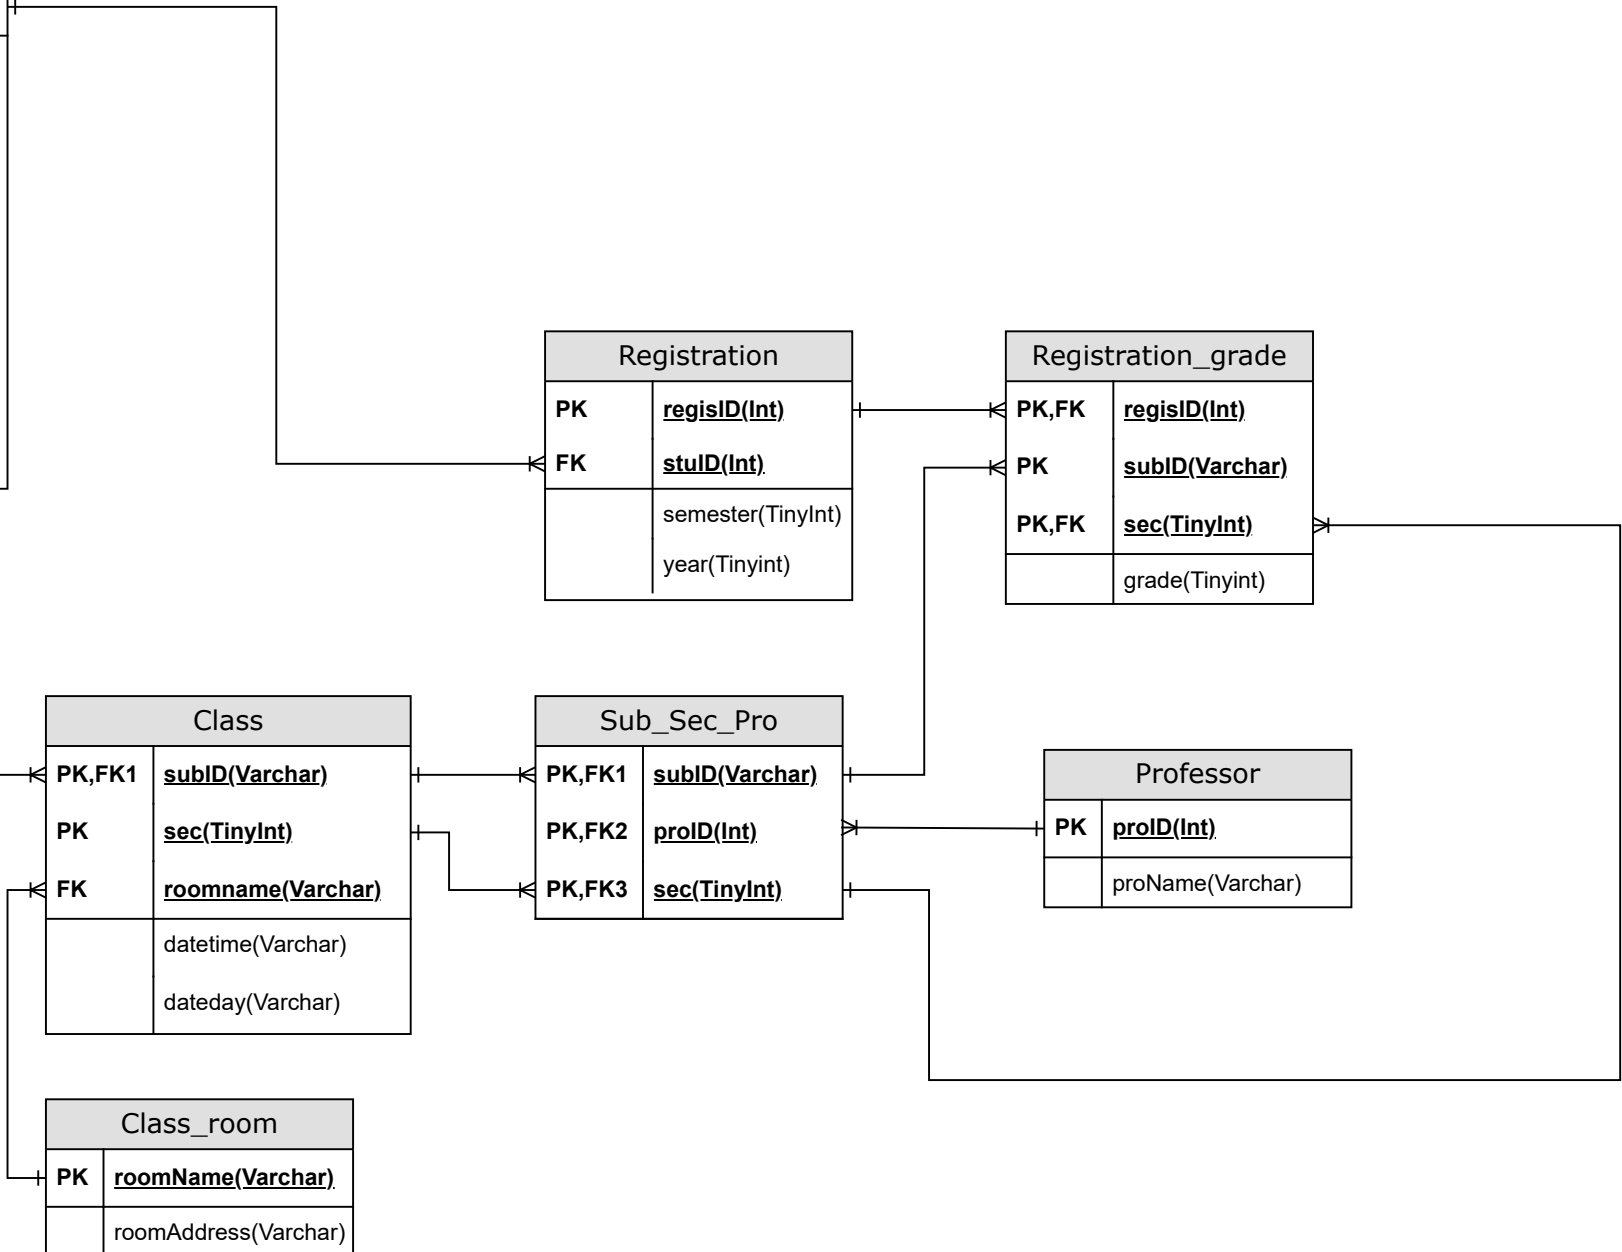 Registration
PK regisID(Int)
FK stuID(Int)
semester(TinyInt)
year(Tinyint)
Registration_grade
PK,FK regisID(Int)
PK subID(Varchar)
PK,FK sec(TinyInt)
grade(Tinyint)
Class
PK,FK1 subID(Varchar)
PK sec(TinyInt)
FK roomname(Varchar)
datetime(Varchar)
dateday(Varchar)
Sub_Sec_Pro
PK,FK1 subID(Varchar)
PK,FK2 proID(Int)
PK,FK3 sec(TinyInt)
Professor
PK proID(Int)
proName(Varchar)
Class_room
PK roomName(Varchar)
roomAddress(Varchar)